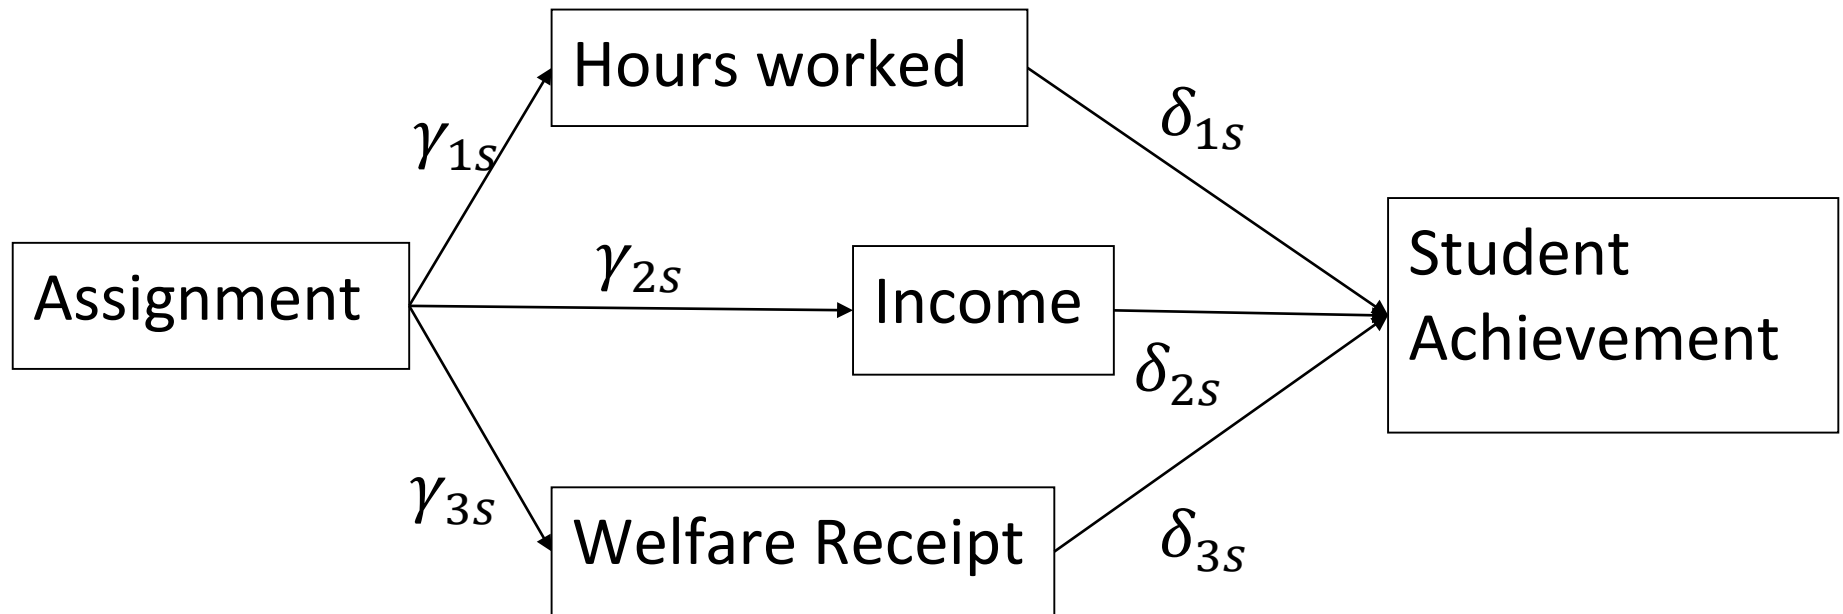 Hours worked
γ₁ₛ
δ₁ₛ
Assignment
γ₂ₛ
Income
δ₂ₛ
Student
Achievement
γ₃ₛ
Welfare Receipt
δ₃ₛ